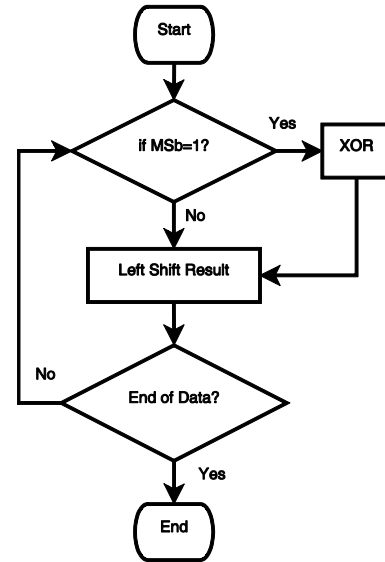 Start
if MSb=1?
Yes
XOR
No
Left Shift Result
No
End of Data?
Yes
End